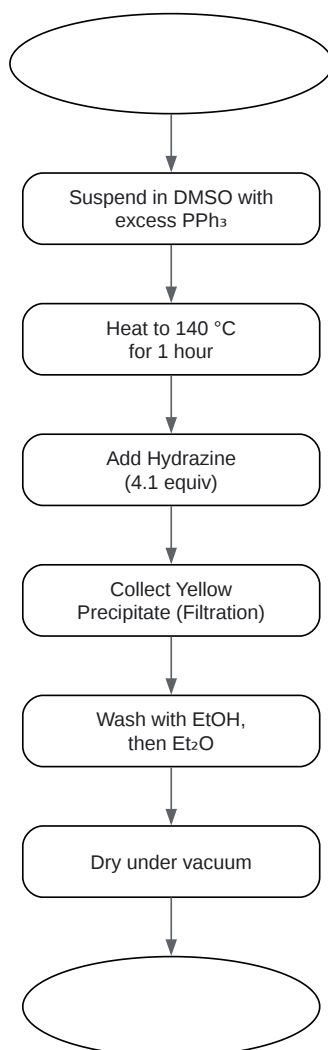 Suspend in DMSO with
excess PPh₃
Heat to 140 °C
for 1 hour
Add Hydrazine
(4.1 equiv)
Collect Yellow
Precipitate (Filtration)
Wash with EtOH,
then Et₂O
Dry under vacuum